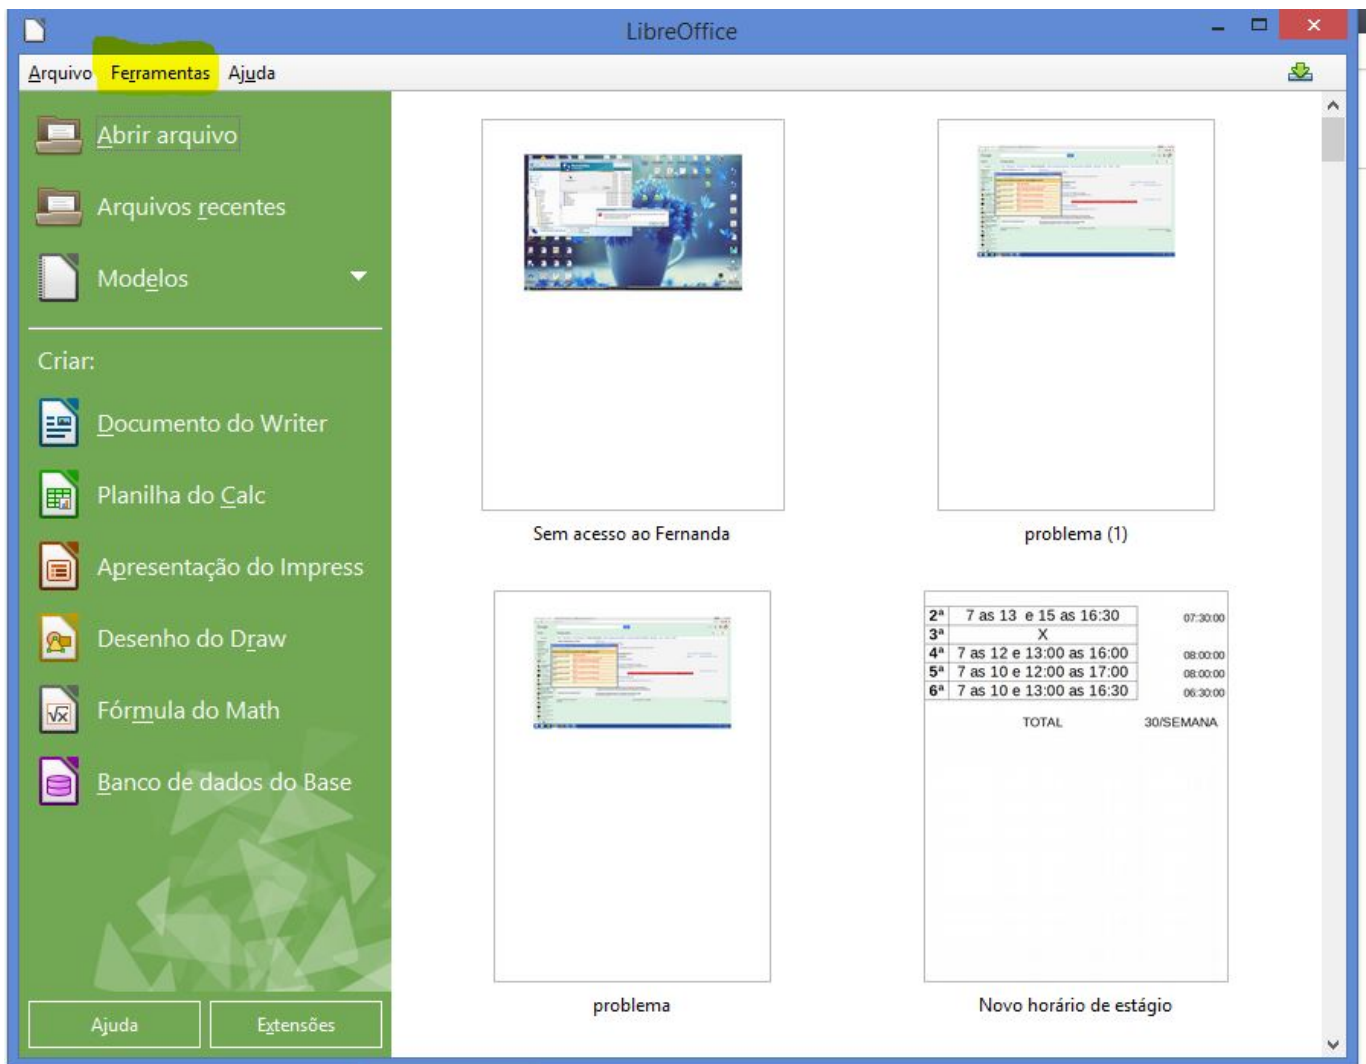 LibreOffice
Arquivo Ferramentas Ajuda
Abrir arquivo
Arquivos recentes
Modelos
Criar:
Documento do Writer
Planilha do Calc
Apresentação do Impress
Desenho do Draw
Fórmula do Math
Banco de dados do Base
Ajuda Extensões
Sem acesso ao Fernanda
problema (1)
problema
2ª 7 as 13 e 15 as 16:30 07:30:00
3ª X
4ª 7 as 12 e 13:00 as 16:00 08:00:00
5ª 7 as 10 e 12:00 as 17:00 08:00:00
6ª 7 as 10 e 13:00 as 16:30 06:30:00
TOTAL 30/SEMANA
Novo horário de estágio